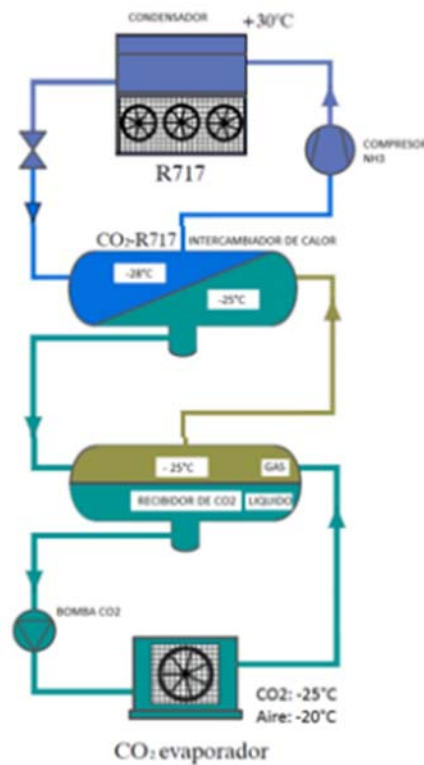 CONDENSADOR
+30°C
COMPRESOR
NH3
R717
CO₂-R717
INTERCAMBIADOR DE CALOR
-28°C
-25°C
- 25°C
GAS
RECIBIDOR DE CO2
LIQUIDO
BOMBA CO2
CO2: -25°C
Aire: -20°C
CO₂ evaporador